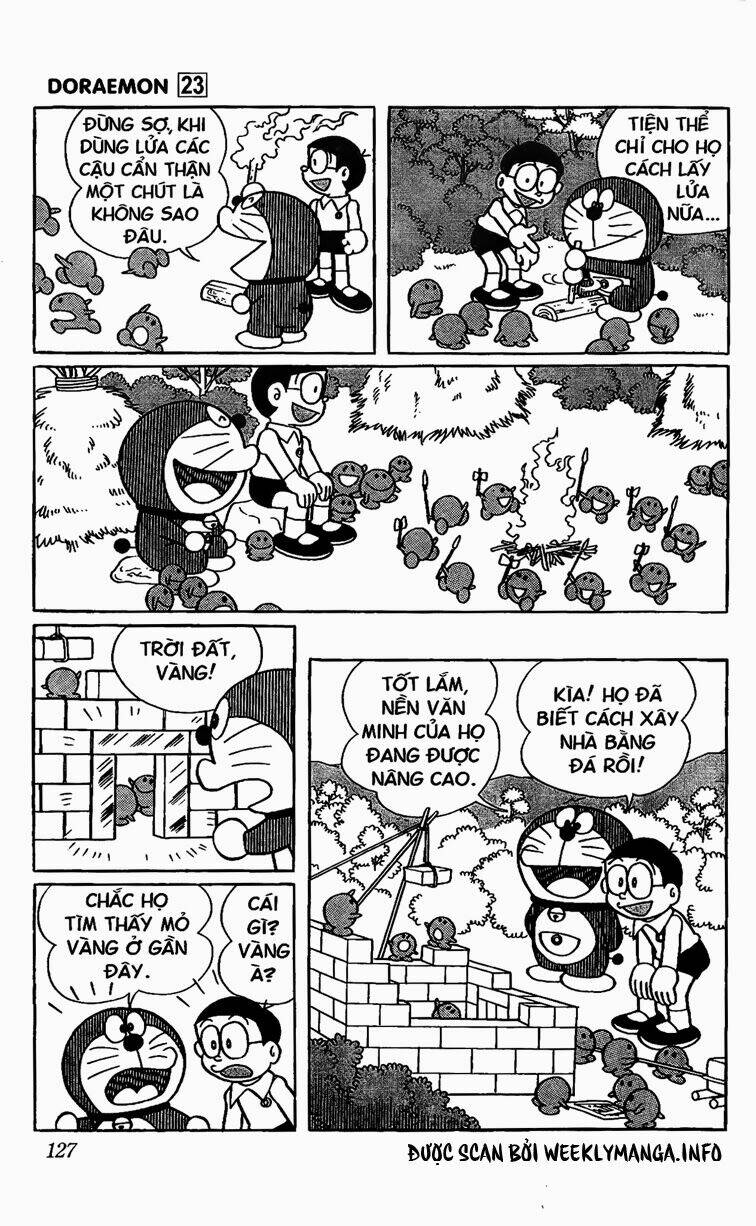 DORAEMON 23
TIỆN THỂ
CHỈ CHO HỌ
CÁCH LẤY
LỬA
NỮA...
ĐỪNG SỢ, KHI
DÙNG LỬA CÁC
CẬU CẨN THẬN
MỘT CHÚT LÀ
KHÔNG SAO
ĐÂU.
KÌA! HỌ ĐÃ
BIẾT CÁCH XÂY
NHÀ BẰNG
ĐÁ RỒI!
TỐT LẮM,
NỀN VĂN
MINH CỦA HỌ
ĐANG ĐƯỢC
NÂNG CAO.
TRỜI ĐẤT,
VÀNG!
CÁI
GÌ?
VÀNG
À?
CHẮC HỌ
TÌM THẤY MỎ
VÀNG Ở GẦN
ĐÂY.
127
ĐƯỢC SCAN BỞI WEEKLYMANGA.INFO